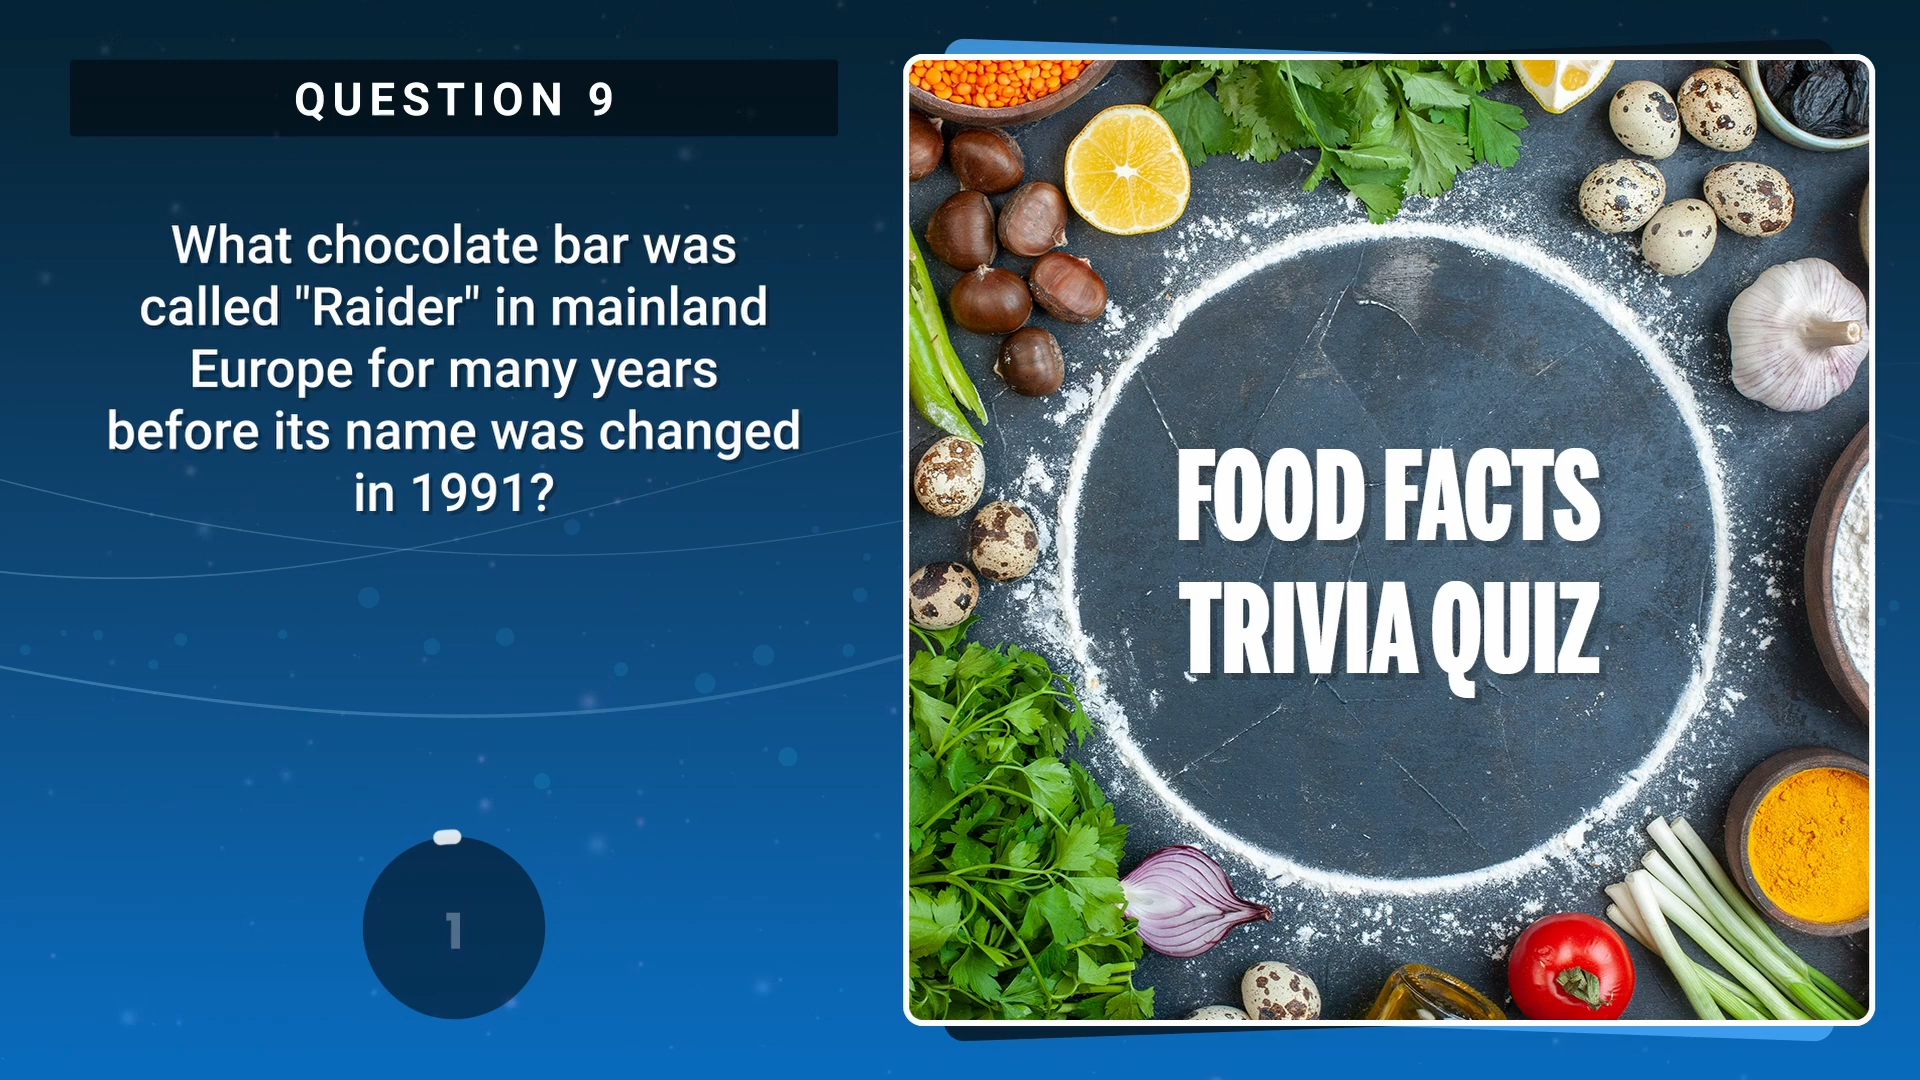 QUESTION 9
What chocolate bar was
called "Raider" in mainland
Europe for many years
before its name was changed
in 1991?
1
FOOD FACTS
TRIVIA QUIZ